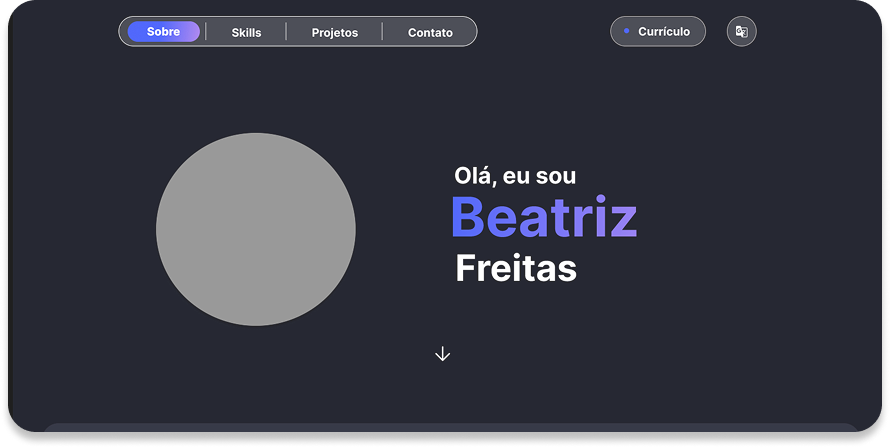 Sobre
Skills
Projetos
Contato
Currículo
Olá, eu sou
Beatriz
Freitas